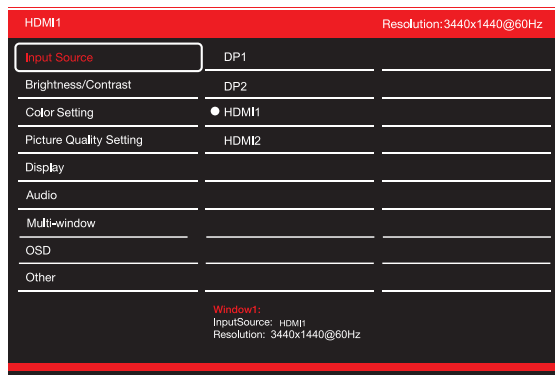 HDMI1 Resolution:3440x1440@60Hz
Input Source DP1
Brightness/Contrast DP2
Color Setting HDMI1
Picture Quality Setting HDMI2
Display
Audio
Multi-window
OSD
Other
Window1:
InputSource: HDMI1
Resolution: 3440x1440@60Hz